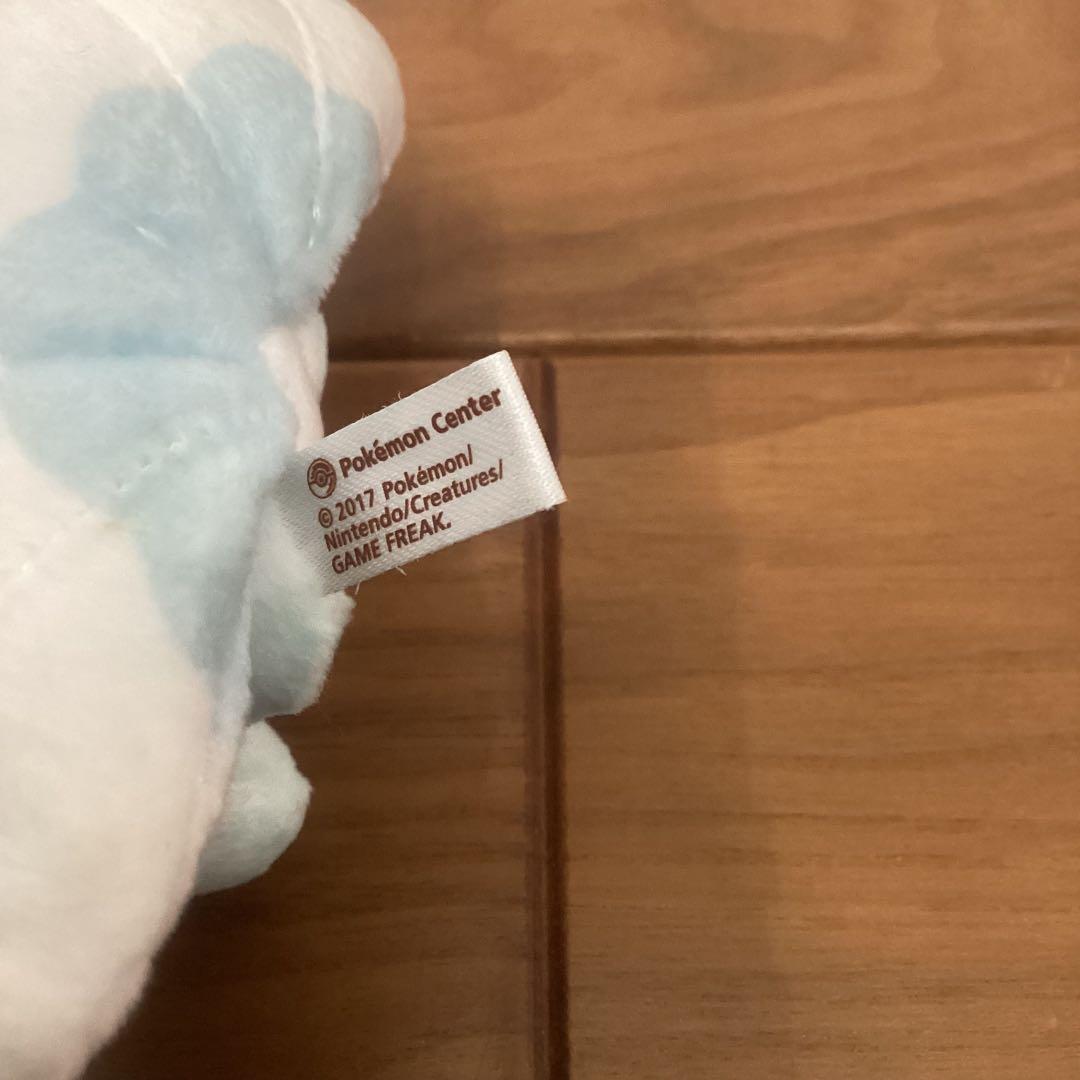 Pokémon Center
© 2017 Pokémon/
Nintendo/Creatures/
GAME FREAK.